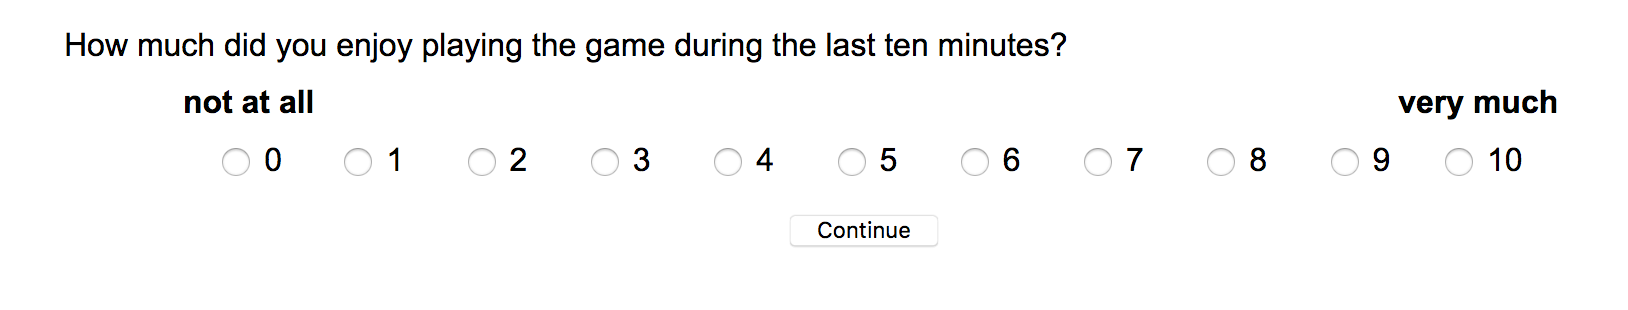 How much did you enjoy playing the game during the last ten minutes?
not at all very much
0 1 2 3 4 5 6 7 8 9 10
Continue